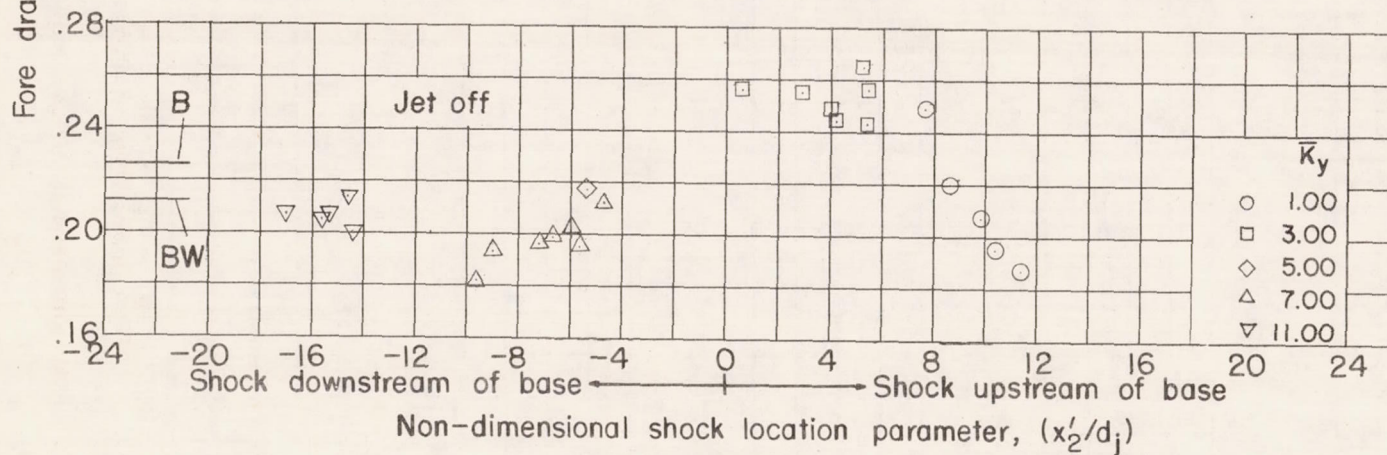 Fore
.28
B
Jet off
.24
K̅y
1.00
.20
3.00
BW
5.00
7.00
.16
11.00
-24 -20 -16 -12 -8 -4 0 4 8 12 16 20 24
Shock downstream of base
Shock upstream of base
Non-dimensional shock location parameter, (x′2/dj)